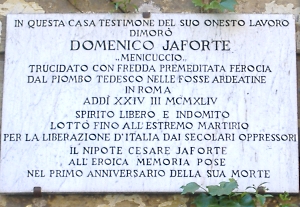 IN QUESTA CASA TESTIMONE DEL SUO ONESTO LAVORO
DIMORÒ
DOMENICO JAFORTE
„MENICUCCIO„
TRUCIDATO CON FREDDA PREMEDITATA FEROCIA
DAL PIOMBO TEDESCO NELLE FOSSE ARDEATINE
IN ROMA
ADDÌ XXIV III MCMXLIV
SPIRITO LIBERO E INDOMITO
LOTTÒ FINO ALL'ESTREMO MARTIRIO
PER LA LIBERAZIONE D'ITALIA DAI SECOLARI OPPRESSORI
IL NIPOTE CESARE JAFORTE
ALL'EROICA MEMORIA POSE
NEL PRIMO ANNIVERSARIO DELLA SUA MORTE